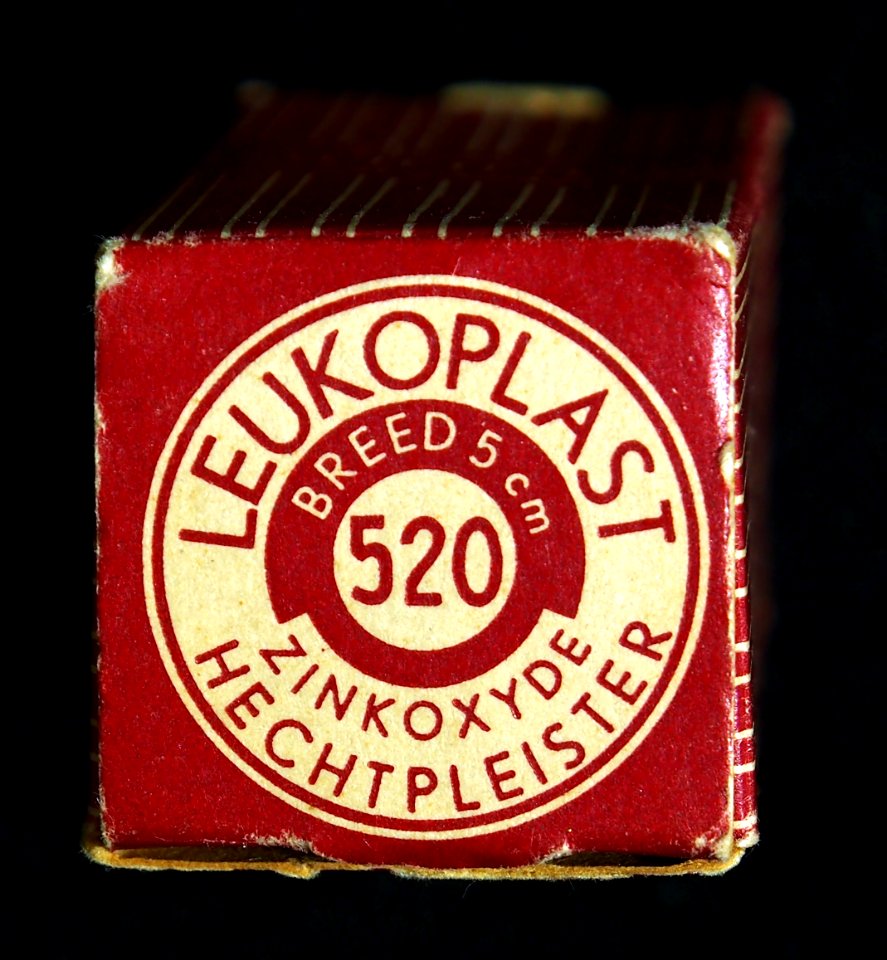 LEUKOPLAST
BREED 5 cm
520
ZINKOXYDE
HECHTPLEISTER